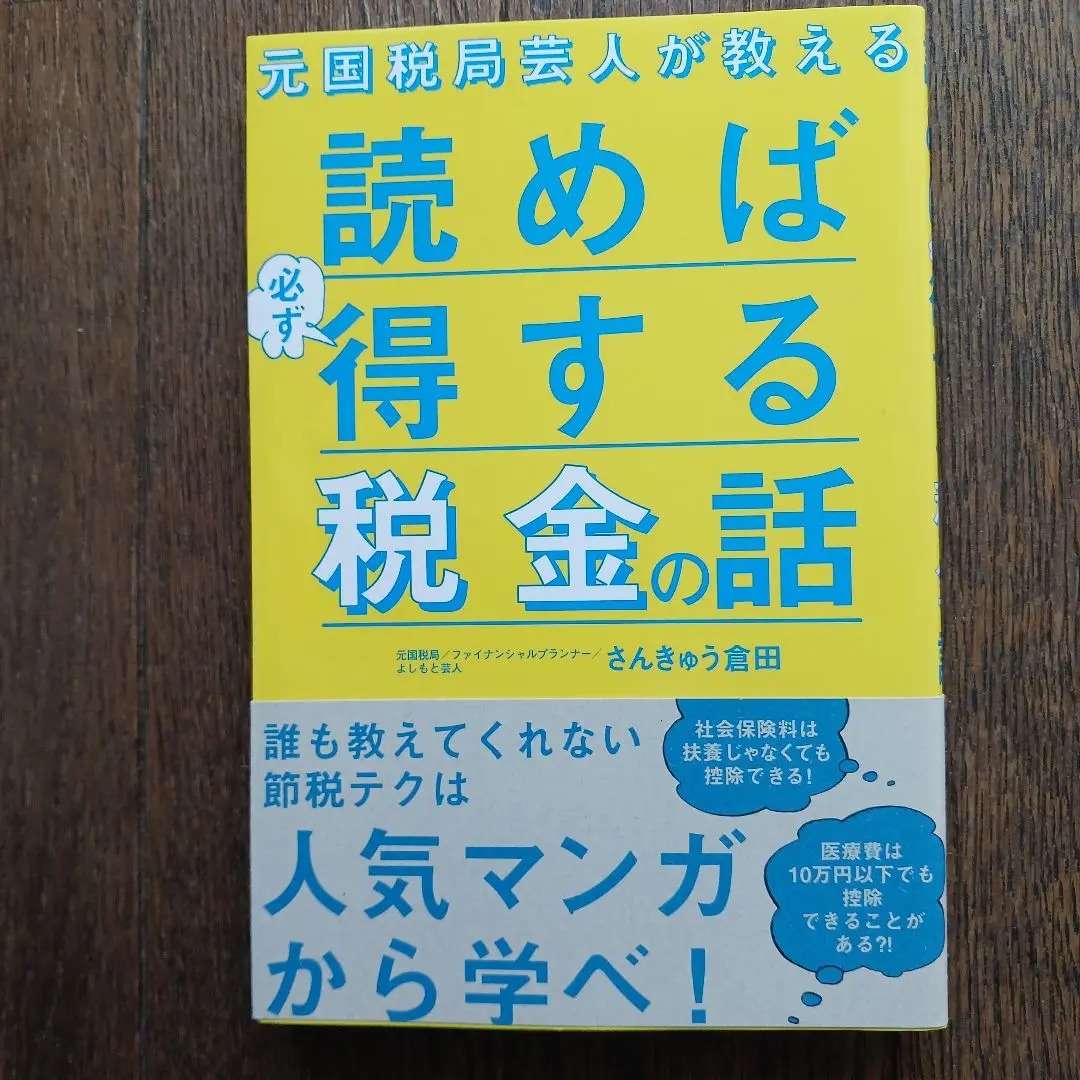 元国税局芸人が教える
読めば
必ず
得する
税金の話
元国税局／ファイナンシャルプランナー／
よしもと芸人
さんきゅう倉田
誰も教えてくれない
節税テクは
人気マンガ
から学べ！
社会保険料は
扶養じゃなくても
控除できる！
医療費は
10万円以下でも
控除
できることが
ある?!